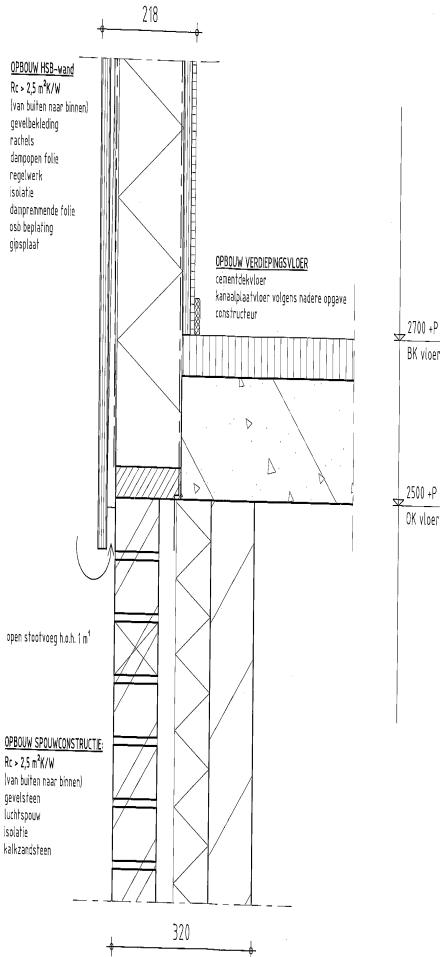 218
OPBOUW HSB-wand
Rc > 2,5 m²K/W
(van buiten naar binnen)
gevelbekleding
rachels
dampopen folie
regelwerk
isolatie
dampremmende folie
osb beplating
gipsplaat
OPBOUW VERDIEPINGSVLOER
cementdekvloer
kanaalplaatvloer volgens nadere opgave
constructeur
2700 +P
BK vloer
2500 +P
OK vloer
open stootvoeg h.o.h. 1 m¹
OPBOUW SPOUWCONSTRUCTIE:
Rc > 2,5 m²K/W
(van buiten naar binnen)
gevelsteen
luchtspouw
isolatie
kalkzandsteen
320